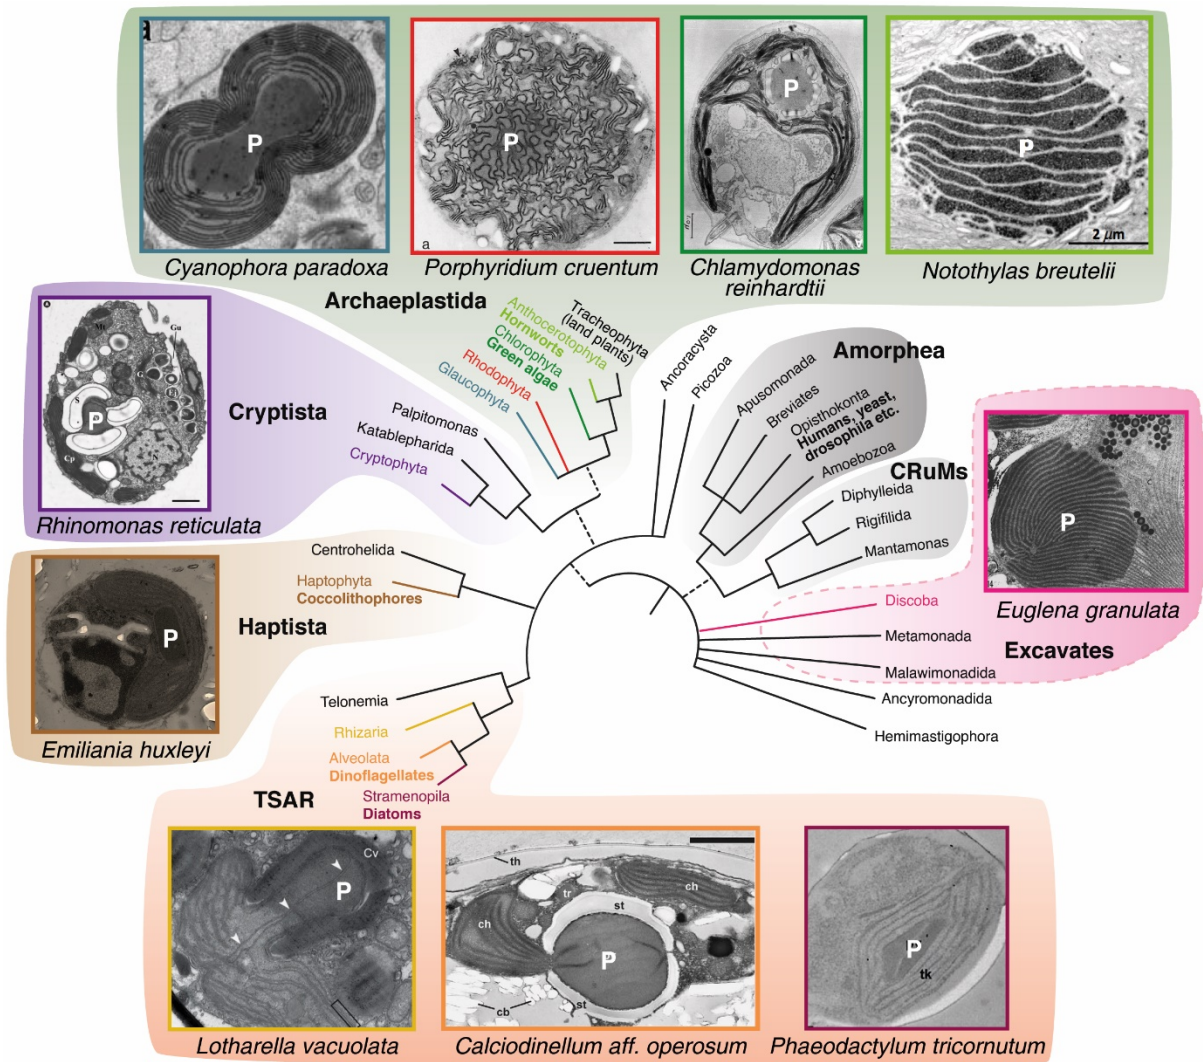 a
P
P
a
P
P
2 µm
Cyanophora paradoxa
Porphyridium cruentum
Chlamydomonas
reinhardtii
Notothylas breutelii
Archaeplastida
Anthocerotophyta
Hornworts
Chlorophyta
Green algae
Tracheophyta
(land plants)
Rhodophyta
Glaucophyta
Mt
Gu
S
P
Cp
Rhinomonas reticulata
Cryptista
Palpitomonas
Katablepharida
Cryptophyta
Ancoracysta
Picozoa
Amorphea
Apusomonada
Breviates
Opisthokonta
Humans, yeast,
drosophila etc.
Amoebozoa
CRuMs
Diphylleida
Rigifilida
Mantamonas
P
Euglena granulata
Discoba
Metamonada
Excavates
Malawimonadida
Ancyromonadida
Hemimastigophora
Centrohelida
Haptophyta
Coccolithophores
Haptista
P
Emiliania huxleyi
Telonemia
Rhizaria
Alveolata
Dinoflagellates
Stramenopila
Diatoms
TSAR
Cv
P
Lotharella vacuolata
th
tr
ch
ch
st
P
st
cb
Calciodinellum aff. operosum
P
tk
Phaeodactylum tricornutum